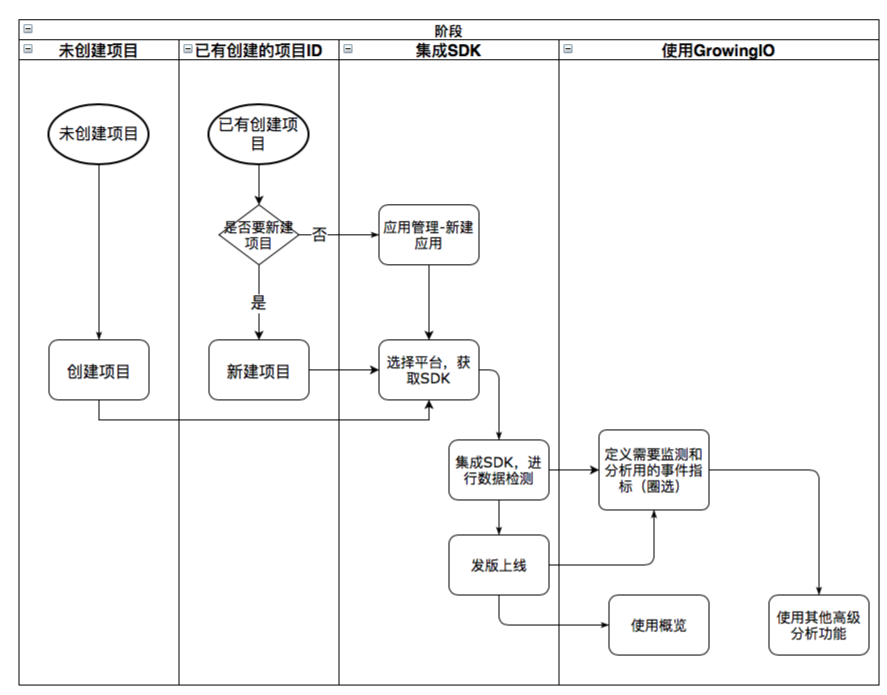 阶段
未创建项目
已有创建的项目ID
集成SDK
使用GrowingIO
未创建项目
已有创建项
目
是否要新建
项目
否
应用管理-新建
应用
是
创建项目
新建项目
选择平台，获
取SDK
集成SDK，进
行数据检测
定义需要监测和
分析用的事件指
标（圈选）
发版上线
使用概览
使用其他高级
分析功能